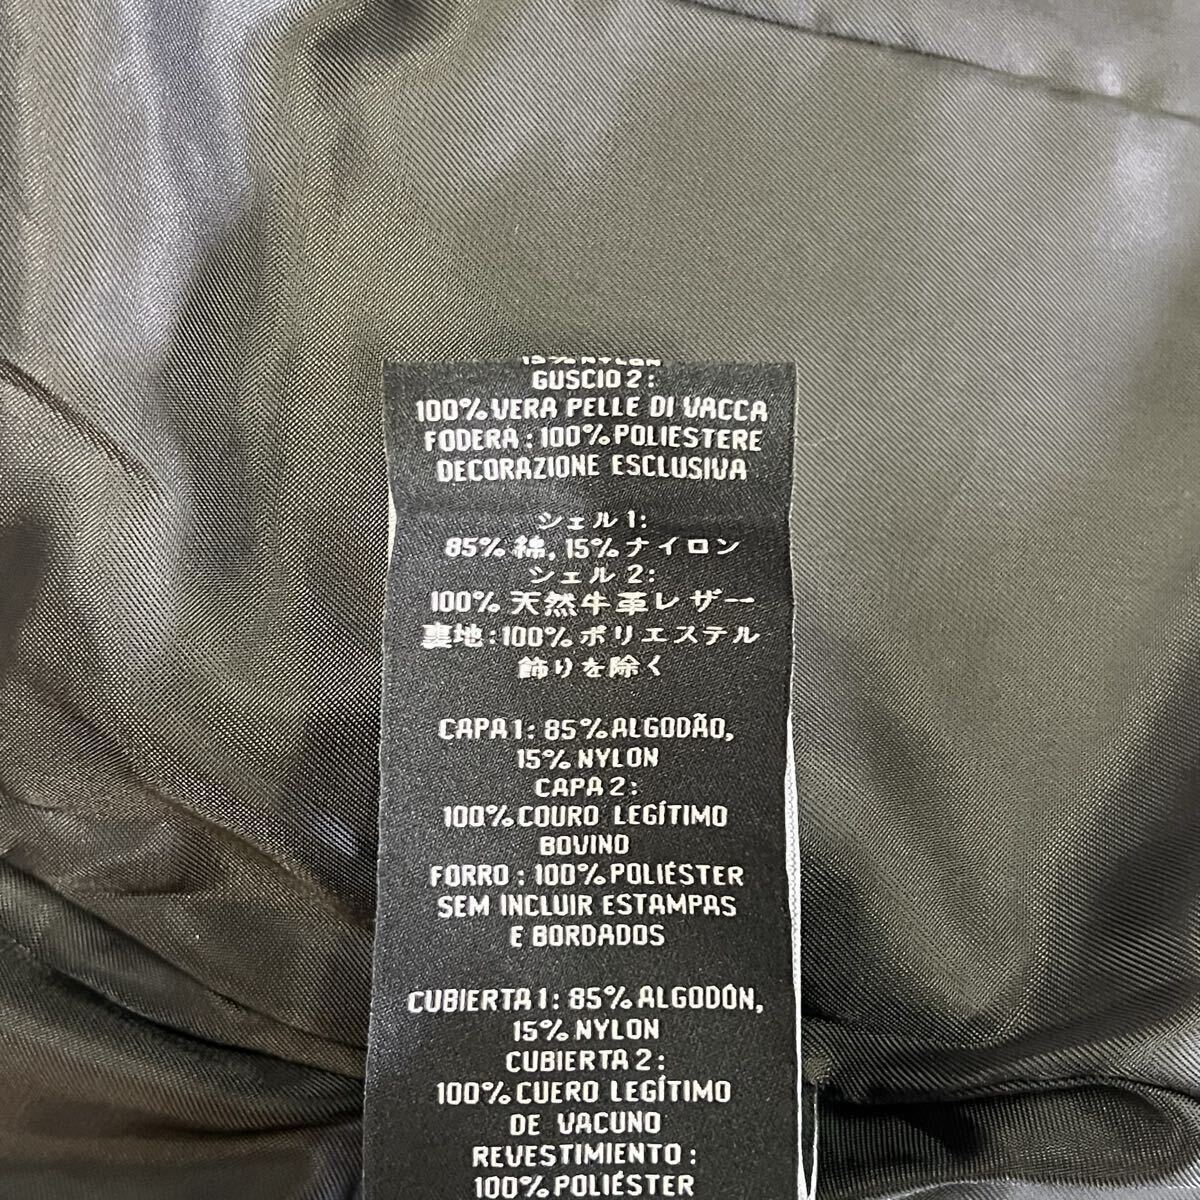 15% NYLON
GUSCIO 2:
100% VERA PELLE DI VACCA
FODERA : 100% POLIESTERE
DECORAZIONE ESCLUSIVA
シェル 1:
85% 綿, 15% ナイロン
シェル 2:
100% 天然牛革レザー
裏地:100% ポリエステル
飾りを除く
CAPA 1: 85% ALGODÃO,
15% NYLON
CAPA 2:
100% COURO LEGÍTIMO
BOVINO
FORRO : 100% POLIÉSTER
SEM INCLUIR ESTAMPAS
E BORDADOS
CUBIERTA 1: 85% ALGODÓN,
15% NYLON
CUBIERTA 2:
100% CUERO LEGÍTIMO
DE VACUNO
REVESTIMIENTO :
100% POLIÉSTER